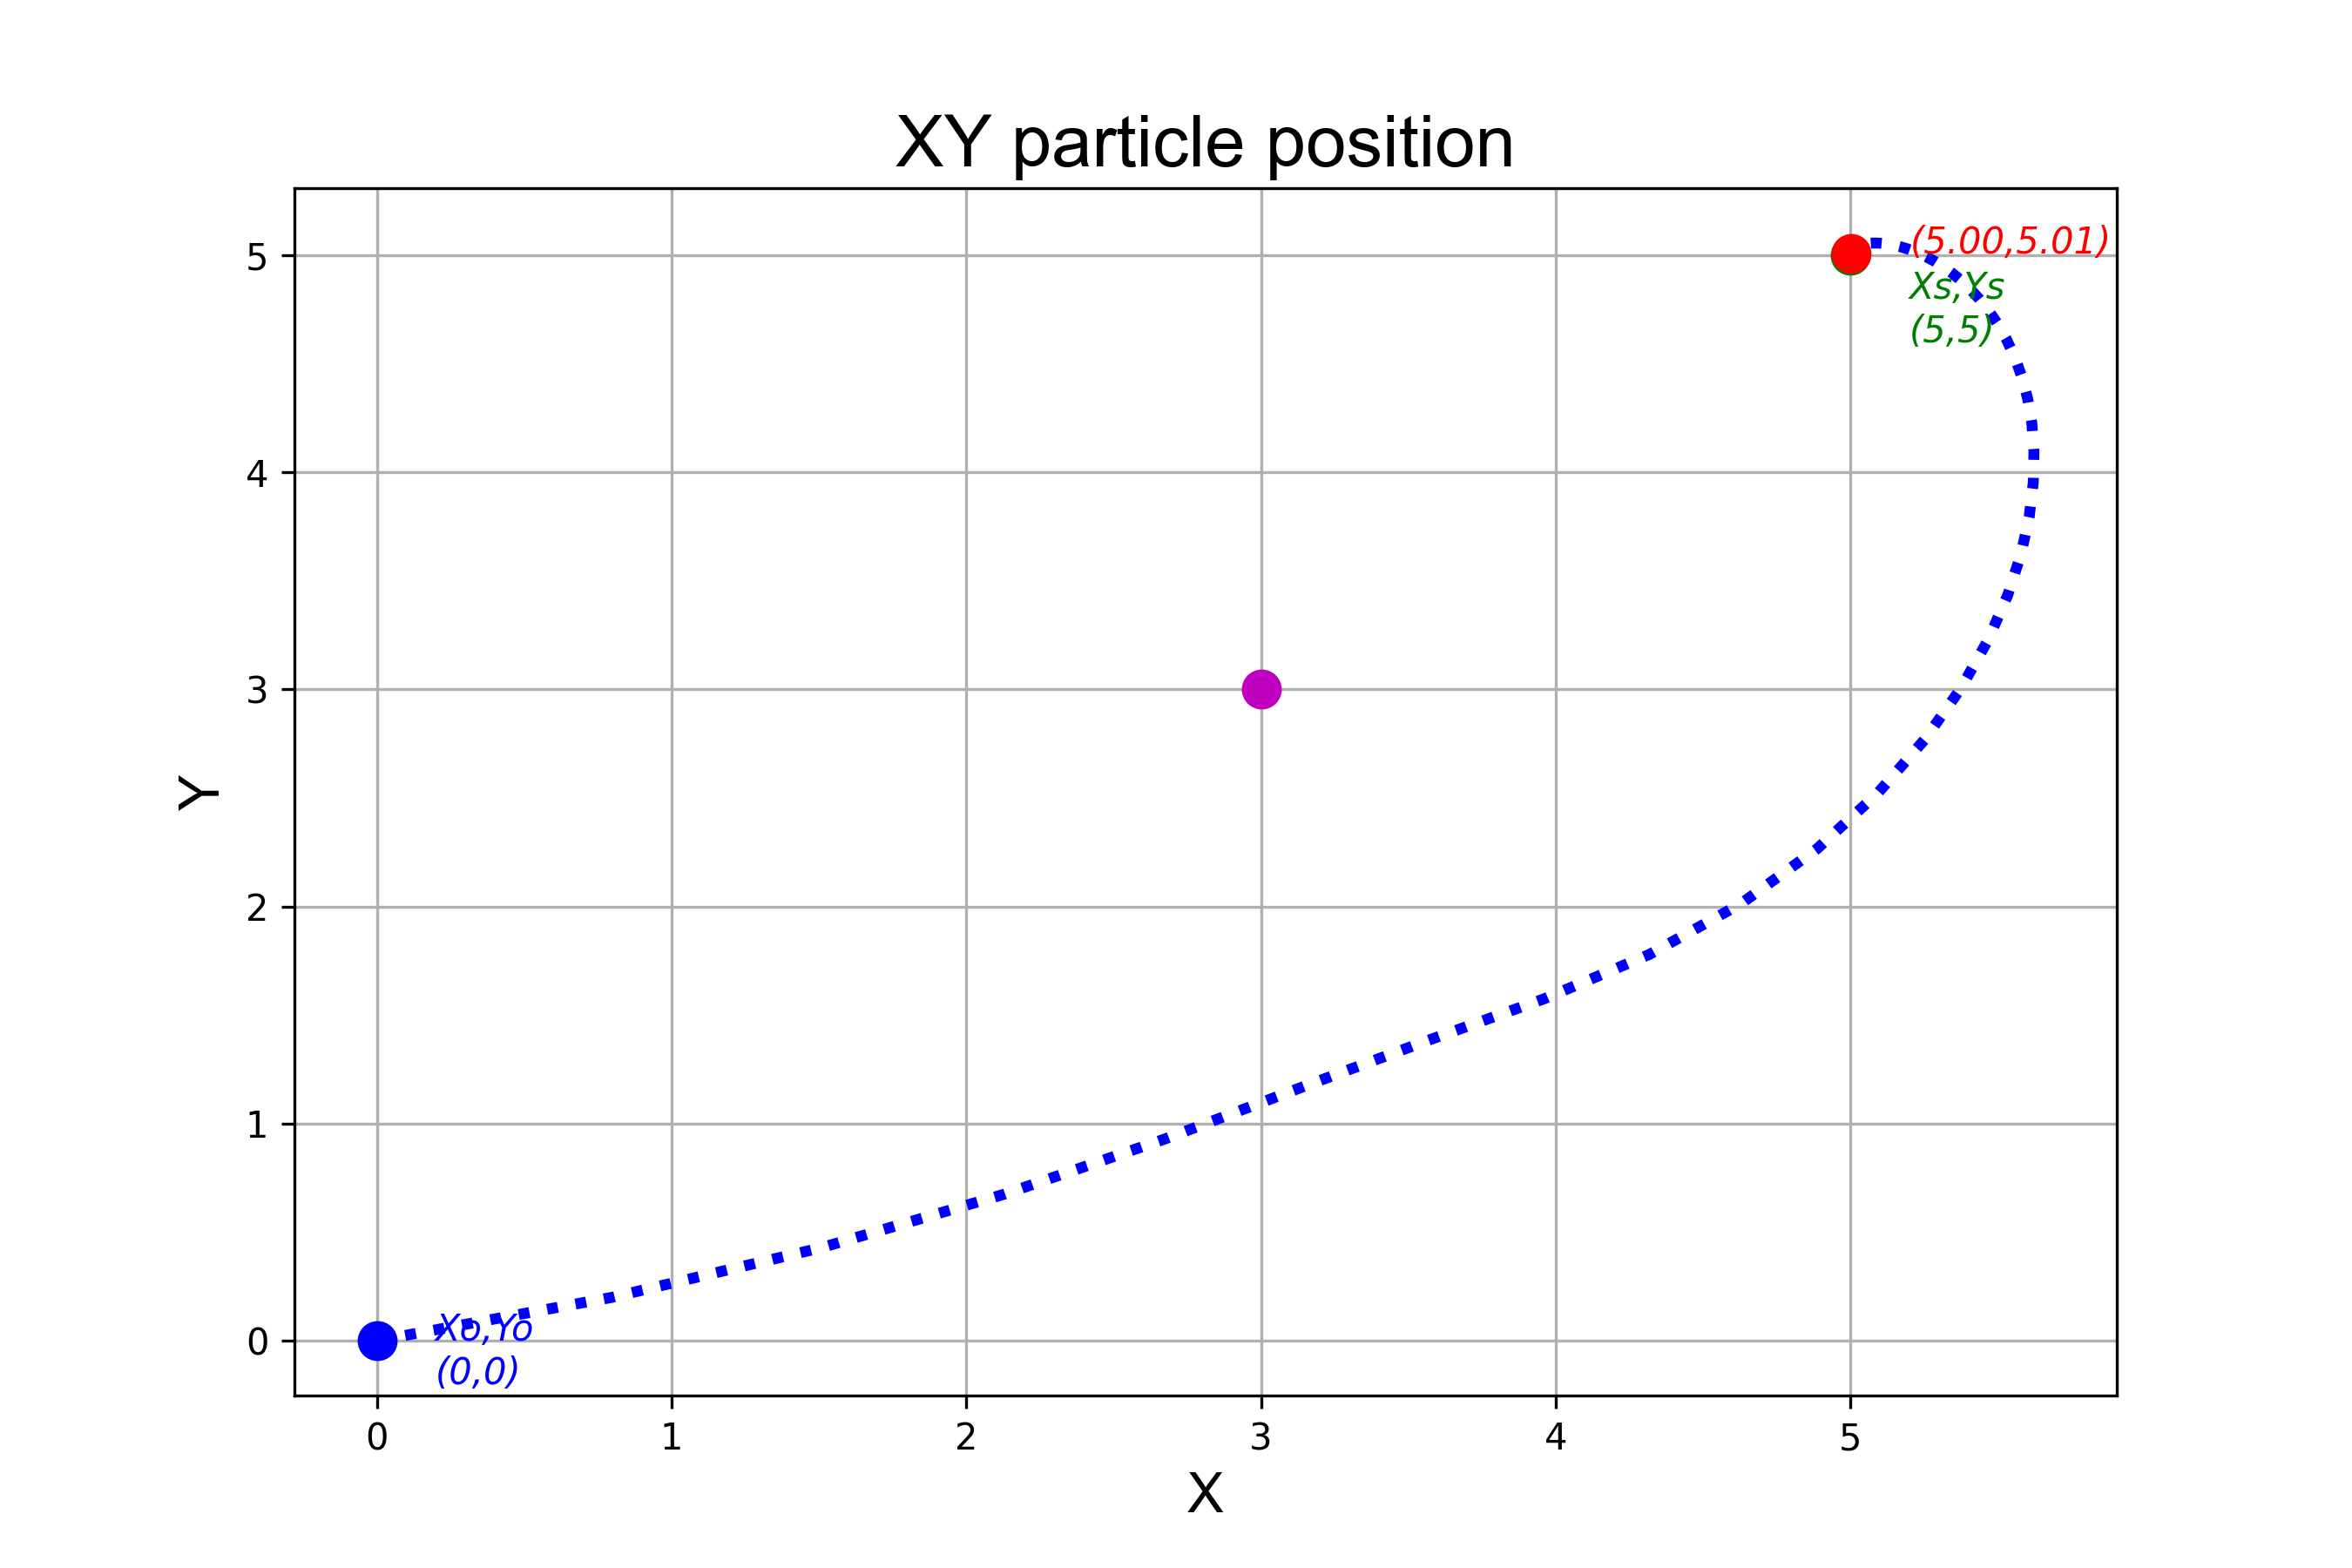 XY particle position
5
4
3
2
1
0
Y
(5.00,5.01)
Xs,Ys
(5,5)
Xo,Yo
(0,0)
0 1 2 3 4 5
X